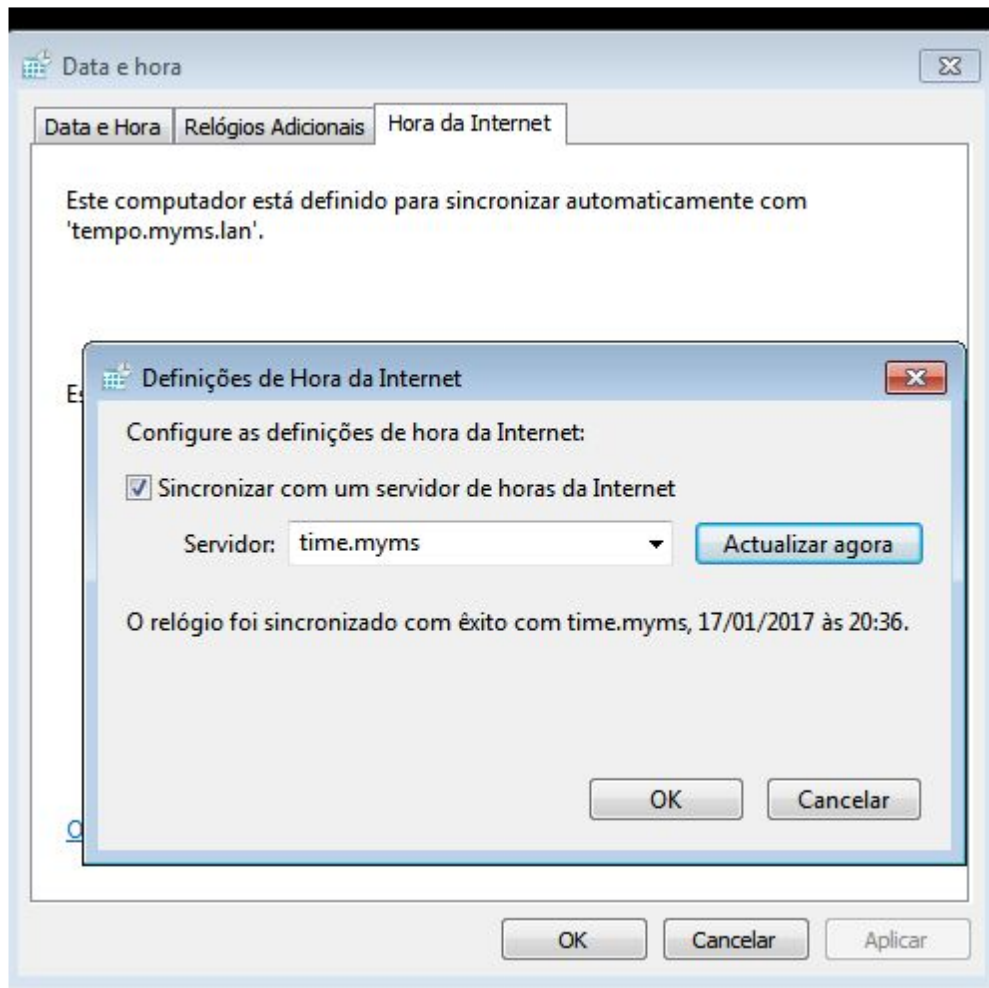 Data e hora
Data e Hora
Relógios Adicionais
Hora da Internet
Este computador está definido para sincronizar automaticamente com
'tempo.myms.lan'.
Definições de Hora da Internet
Configure as definições de hora da Internet:
Sincronizar com um servidor de horas da Internet
Servidor: time.myms
Actualizar agora
O relógio foi sincronizado com êxito com time.myms, 17/01/2017 às 20:36.
OK
Cancelar
OK
Cancelar
Aplicar